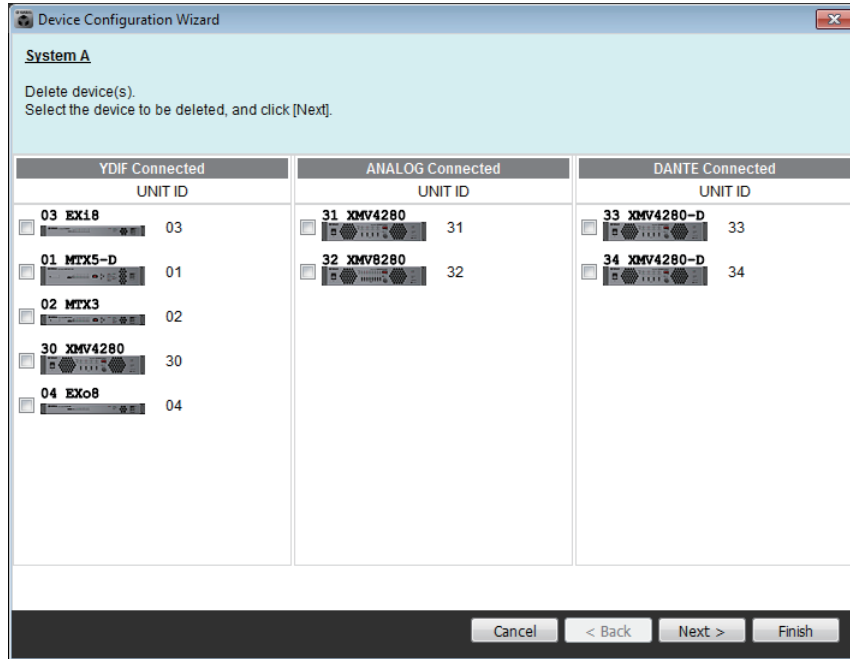 Device Configuration Wizard
System A
Delete device(s).
Select the device to be deleted, and click [Next].
YDIF Connected
UNIT ID
03 EXi8
03
01 MTX5-D
01
02 MTX3
02
30 XMV4280
30
04 EXo8
04
ANALOG Connected
UNIT ID
31 XMV4280
31
32 XMV8280
32
DANTE Connected
UNIT ID
33 XMV4280-D
33
34 XMV4280-D
34
Cancel
< Back
Next >
Finish